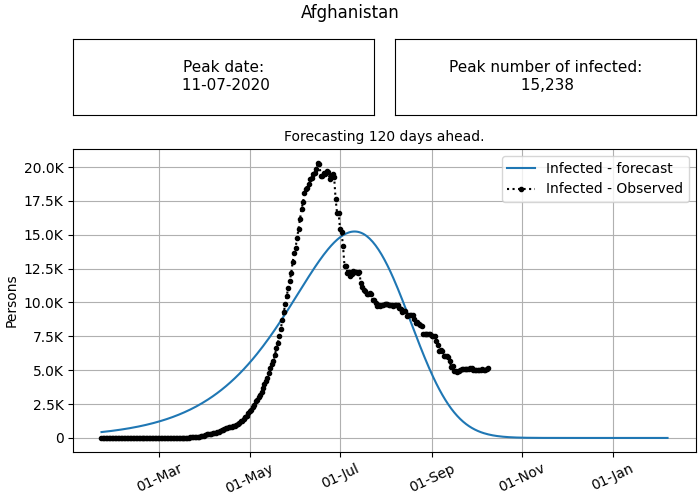 Afghanistan
Peak date:
11-07-2020
Peak number of infected:
15,238
Forecasting 120 days ahead.
Infected - forecast
Infected - Observed
20.0K
17.5K
15.0K
12.5K
10.0K
7.5K
5.0K
2.5K
0
Persons
01-Mar
01-May
01-Jul
01-Sep
01-Nov
01-Jan